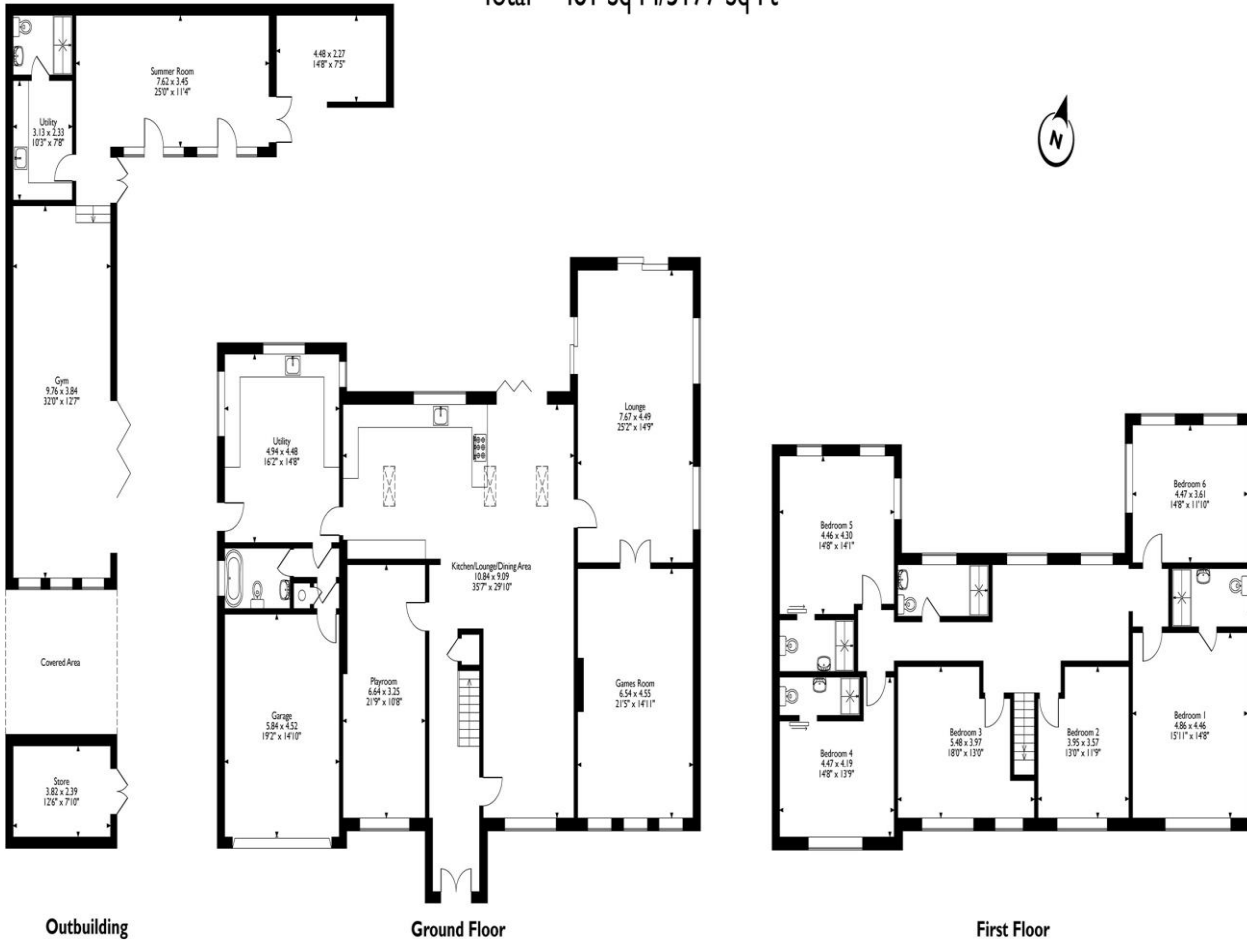 Total   481 Sq M/5177 Sq Ft
4.48 x 2.27
14'8" x 7'5"
Summer Room
7.62 x 3.45
25'0" x 11'4"
Utility
3.13 x 2.33
10'3" x 7'8"
N
Gym
9.76 x 3.84
32'0" x 12'7"
Lounge
7.67 x 4.49
25'2" x 14'9"
Utility
4.94 x 4.48
16'2" x 14'8"
Bedroom 6
4.47 x 3.61
14'8" x 11'10"
Bedroom 5
4.46 x 4.30
14'8" x 14'1"
Kitchen/Lounge/Dining Area
10.84 x 9.09
35'7" x 29'10"
Covered Area
Playroom
6.64 x 3.25
21'9" x 10'8"
Games Room
6.54 x 4.55
21'5" x 14'11"
Garage
5.84 x 4.52
19'2" x 14'10"
Bedroom 1
4.86 x 4.46
15'11" x 14'8"
Bedroom 3
5.48 x 3.97
18'0" x 13'0"
Bedroom 2
3.95 x 3.57
13'0" x 11'9"
Bedroom 4
4.47 x 4.19
14'8" x 13'9"
Store
3.82 x 2.39
12'6" x 7'10"
Outbuilding
Ground Floor
First Floor